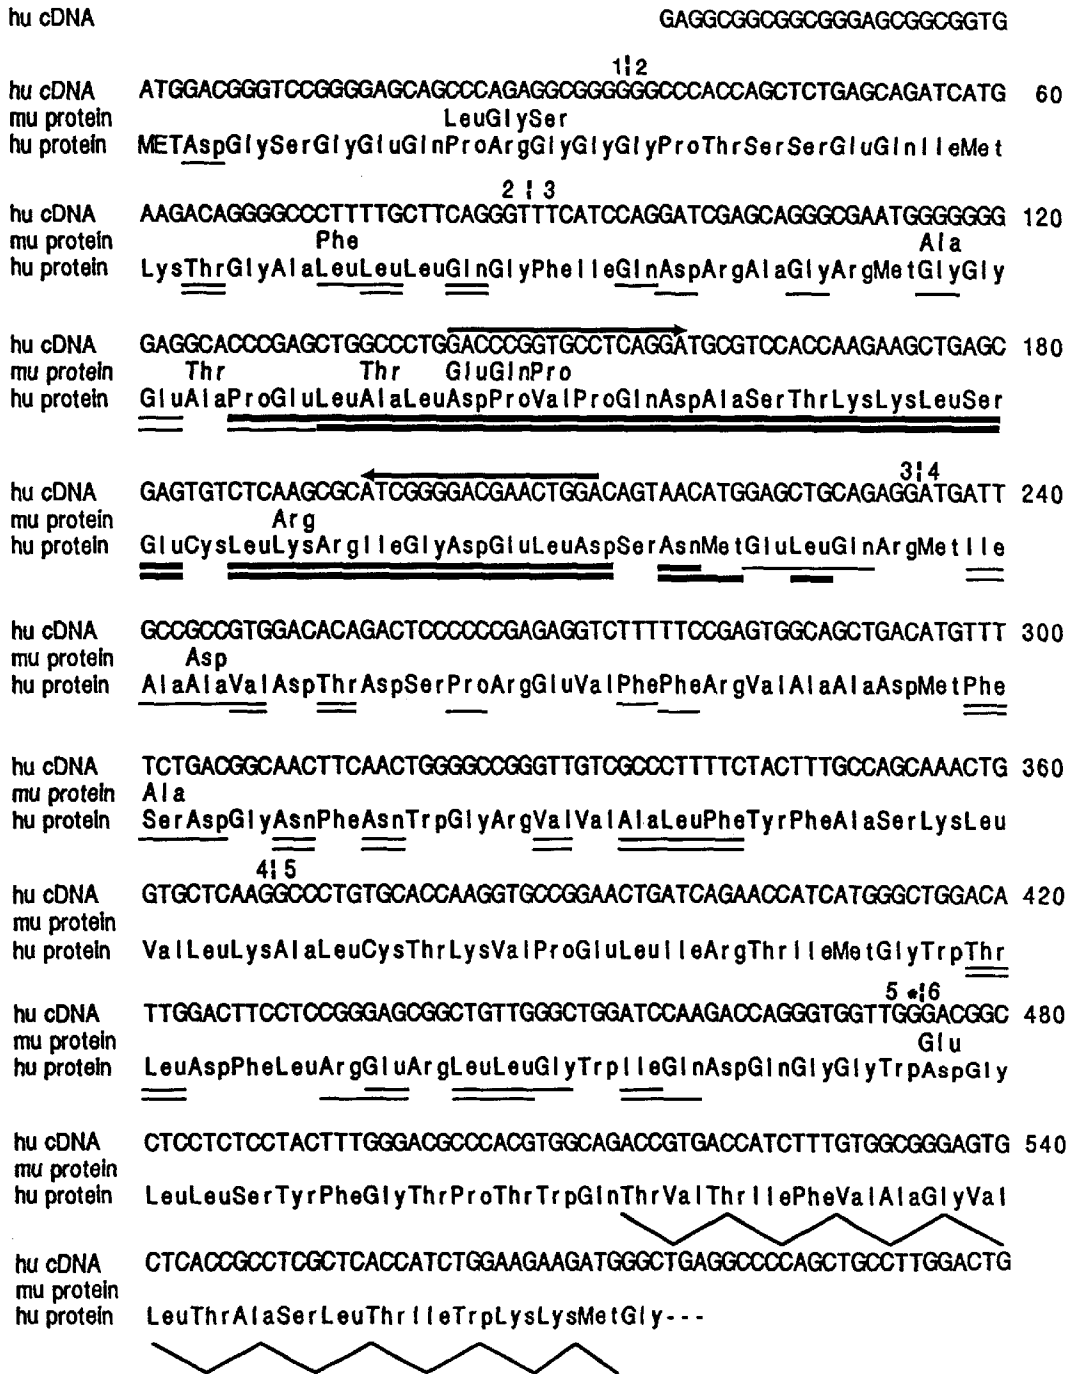 hu cDNA GAGGCGGCGGCGGGAGCGGCGGTG
1¦2
hu cDNA ATGGACGGGTCCGGGGAGCAGCCCAGAGGCGGGGGGCCCACCAGCTCTGAGCAGATCATG 60
mu protein LeuGlySer
hu protein METAspGlySerGlyGluGlnProArgGlyGlyGlyProThrSerSerGluGlnIleMet
2¦3
hu cDNA AAGACAGGGGCCCTTTTGCTTCAGGGTTTCATCCAGGATCGAGCAGGGCGAATGGGGGGG 120
mu protein Phe Ala
hu protein LysThrGlyAlaLeuLeuLeuGlnGlyPheIleGlnAspArgAlaGlyArgMetGlyGly
hu cDNA GAGGCACCCGAGCTGGCCCTGGACCCGGTGCCTCAGGATGCGTCCACCAAGAAGCTGAGC 180
mu protein Thr Thr GluGlnPro
hu protein GluAlaProGluLeuAlaLeuAspProValProGlnAspAlaSerThrLysLysLeuSer
3¦4
hu cDNA GAGTGTCTCAAGCGCATCGGGGACGAACTGGACAGTAACATGGAGCTGCAGAGGATGATT 240
mu protein Arg
hu protein GluCysLeuLysArgIleGlyAspGluLeuAspSerAsnMetGluLeuGlnArgMetIle
hu cDNA GCCGCCGTGGACACAGACTCCCCCCGAGAGGTCTTTTTCCGAGTGGCAGCTGACATGTTT 300
mu protein Asp
hu protein AlaAlaValAspThrAspSerProArgGluValPhePheArgValAlaAlaAspMetPhe
hu cDNA TCTGACGGCAACTTCAACTGGGGCCGGGTTGTCGCCCTTTTCTACTTTGCCAGCAAACTG 360
mu protein Ala
hu protein SerAspGlyAsnPheAsnTrpGlyArgValValAlaLeuPheTyrPheAlaSerLysLeu
4¦5
hu cDNA GTGCTCAAGGCCCTGTGCACCAAGGTGCCGGAACTGATCAGAACCATCATGGGCTGGACA 420
mu protein
hu protein ValLeuLysAlaLeuCysThrLysValProGluLeuIleArgThrIleMetGlyTrpThr
5 *¦6
hu cDNA TTGGACTTCCTCCGGGAGCGGCTGTTGGGCTGGATCCAAGACCAGGGTGGTTGGGACGGC 480
mu protein Glu
hu protein LeuAspPheLeuArgGluArgLeuLeuGlyTrpIleGlnAspGlnGlyGlyTrpAspGly
hu cDNA CTCCTCTCCTACTTTGGGACGCCCACGTGGCAGACCGTGACCATCTTTGTGGCGGGAGTG 540
mu protein
hu protein LeuLeuSerTyrPheGlyThrProThrTrpGlnThrValThrIlePheValAlaGlyVal
hu cDNA CTCACCGCCTCGCTCACCATCTGGAAGAAGATGGGCTGAGGCCCCAGCTGCCTTGGACTG
mu protein
hu protein LeuThrAlaSerLeuThrIleTrpLysLysMetGly---